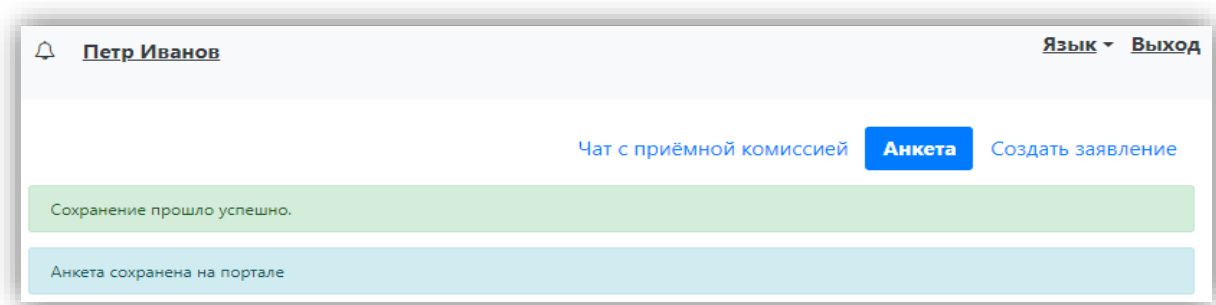 Петр Иванов Язык Выход
Чат с приёмной комиссией Анкета Создать заявление
Сохранение прошло успешно.
Анкета сохранена на портале